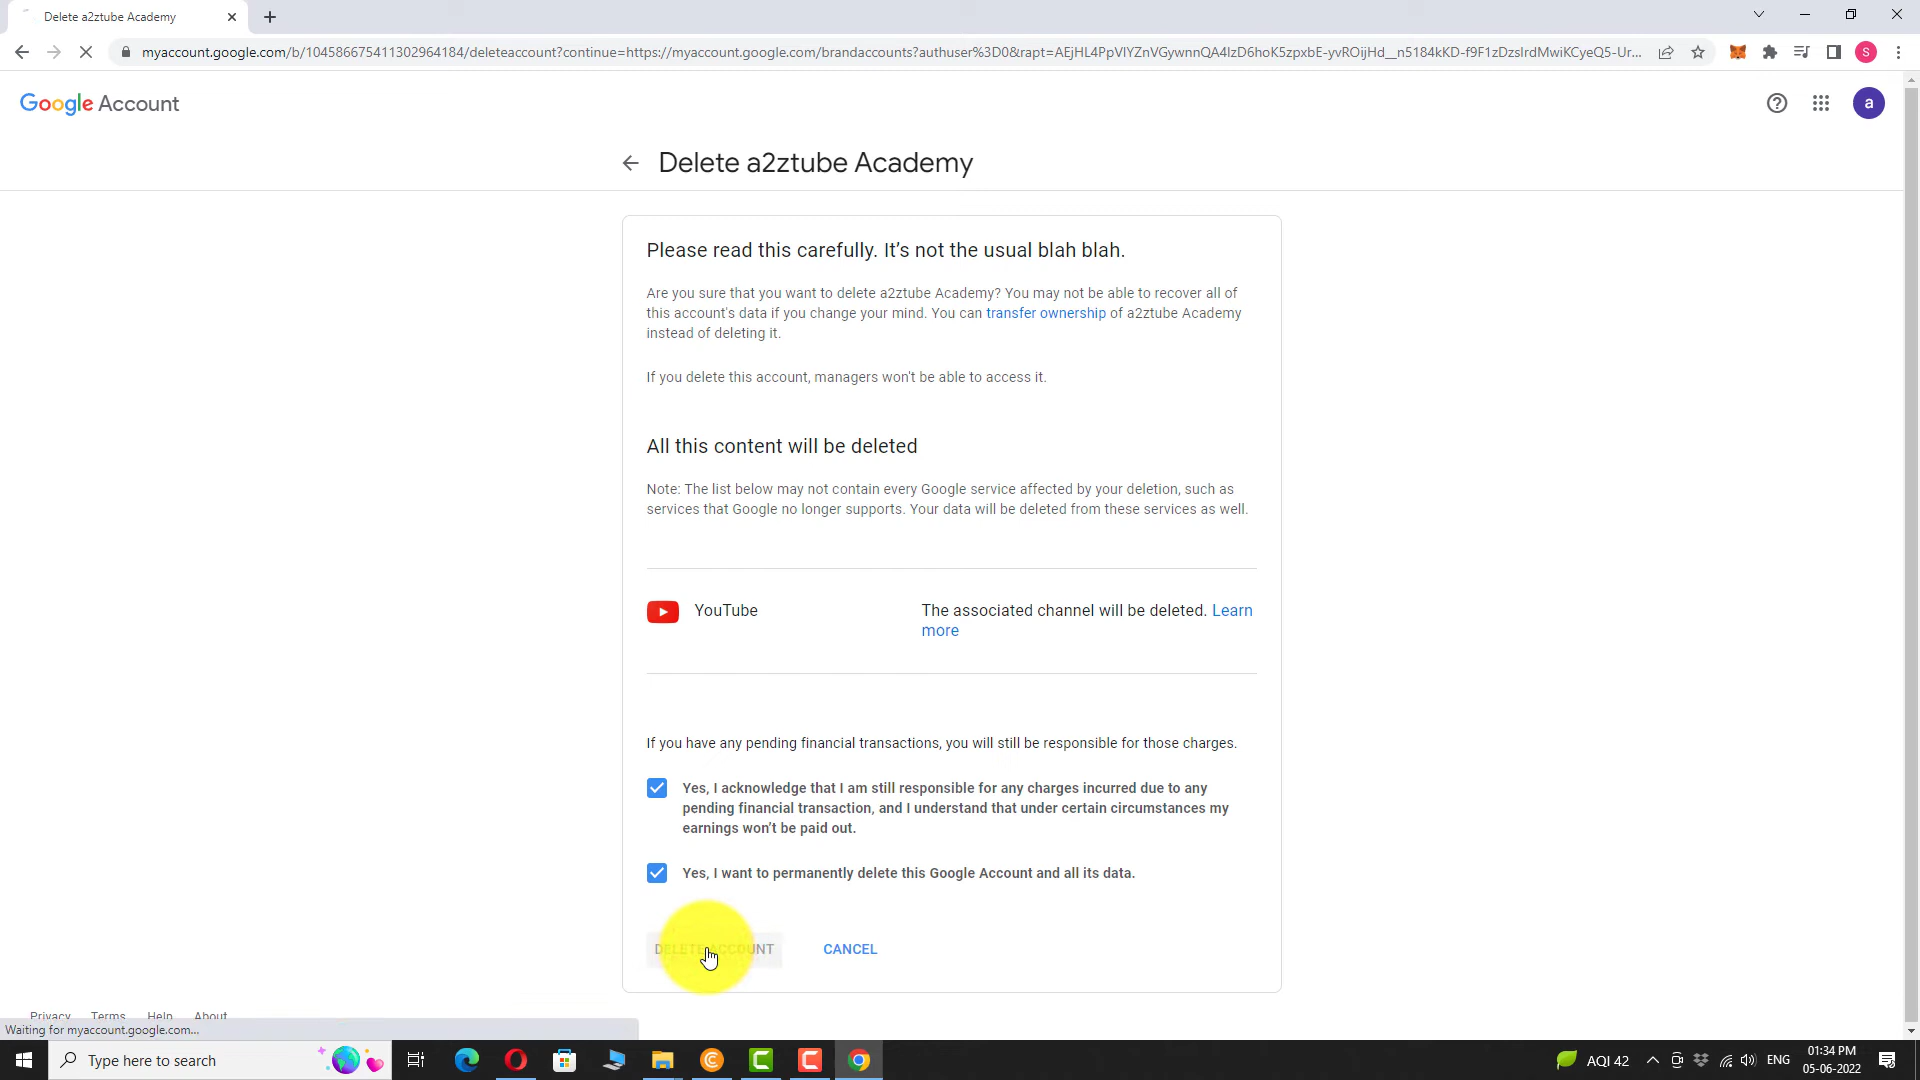 Delete a2ztube Academy
myaccount.google.com/b/104586675411302964184/deleteaccount?continue=https://myaccount.google.com/brandaccounts?authuser%3D0&rapt=AEjHL4PpVlYZnVGywnnQA4lzD6hoK5zpxbE-yvROijHd__n5184kKD-f9F1zDzslrdMwiKCyeQ5-Ur...
S
Google Account
a
Delete a2ztube Academy
Please read this carefully. It's not the usual blah blah.
Are you sure that you want to delete a2ztube Academy? You may not be able to recover all of
this account's data if you change your mind. You can transfer ownership of a2ztube Academy
instead of deleting it.
If you delete this account, managers won't be able to access it.
All this content will be deleted
Note: The list below may not contain every Google service affected by your deletion, such as
services that Google no longer supports. Your data will be deleted from these services as well.
YouTube
The associated channel will be deleted. Learn
more
If you have any pending financial transactions, you will still be responsible for those charges.
Yes, I acknowledge that I am still responsible for any charges incurred due to any
pending financial transaction, and I understand that under certain circumstances my
earnings won't be paid out.
Yes, I want to permanently delete this Google Account and all its data.
DELETE ACCOUNT
CANCEL
Privacy Terms Help About
Waiting for myaccount.google.com...
Type here to search
AQI 42
ENG
01:34 PM
05-06-2022